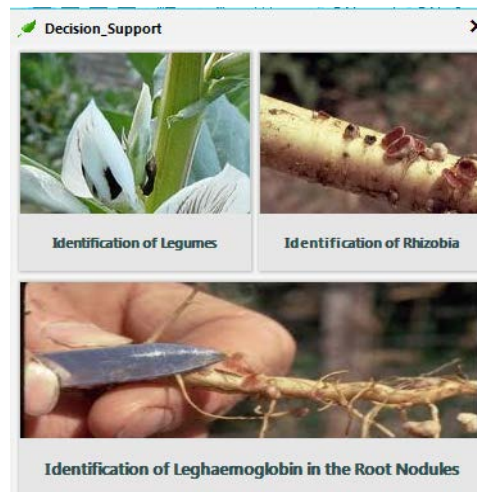 Decision_Support
Identification of Legumes
Identification of Rhizobia
Identification of Leghaemoglobin in the Root Nodules